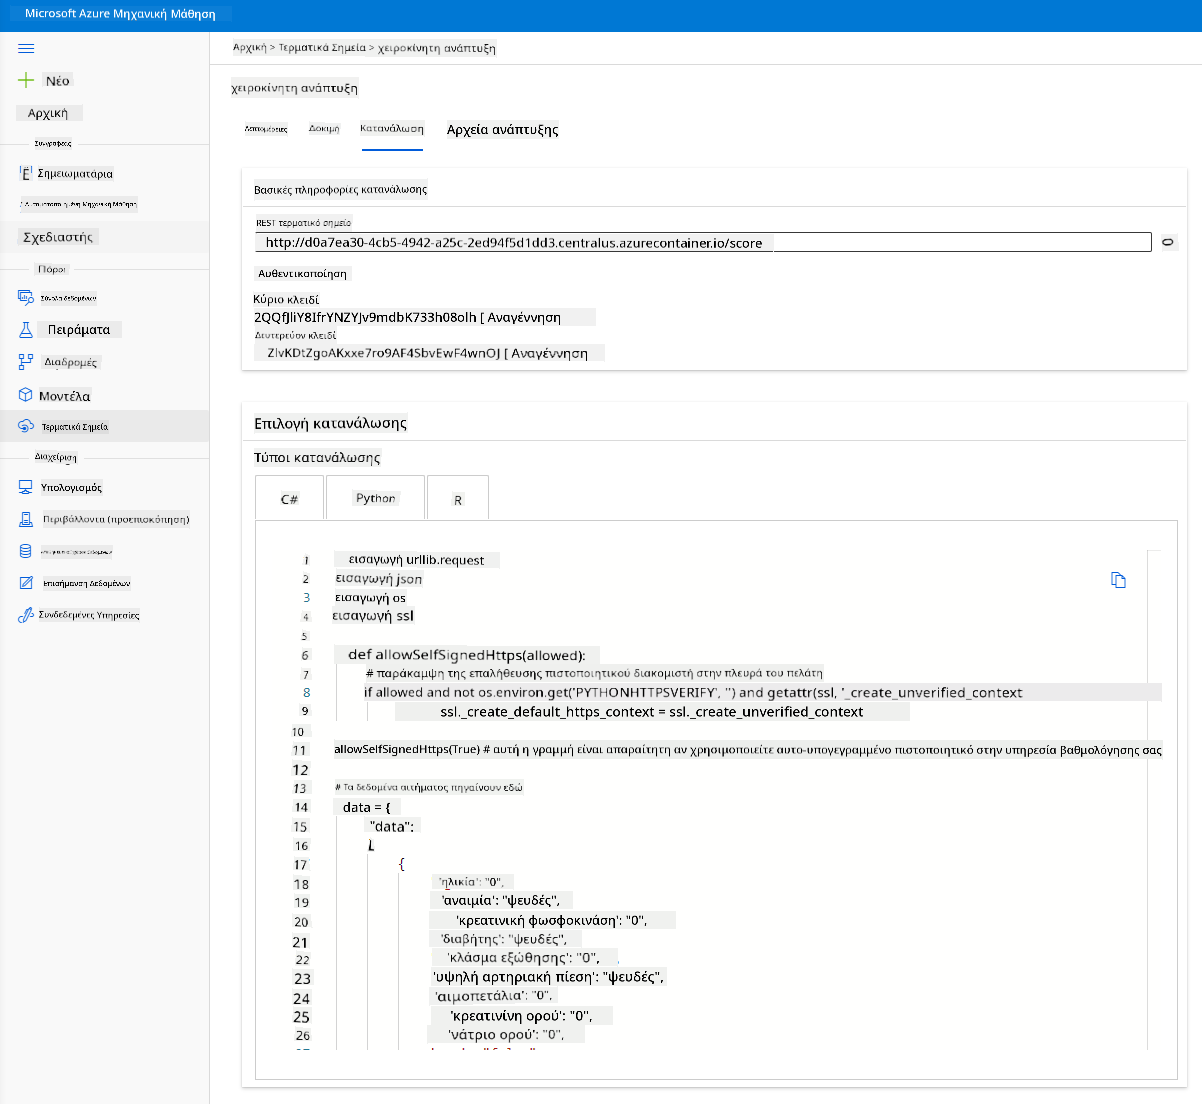 Microsoft Azure Μηχανική Μάθηση
Αρχική > Τερματικά Σημεία > χειροκίνητη ανάπτυξη
Νέο
Αρχική
Συγγραφέας
Σημειωματάρια
Αυτοματοποιημένη Μηχανική Μάθηση
Σχεδιαστής
Πόροι
Σύνολα δεδομένων
Πειράματα
Διαδρομές
Μοντέλα
Τερματικά Σημεία
Διαχείριση
Υπολογισμός
Περιβάλλοντα (προεπισκόπηση)
Επισήμανση Δεδομένων
Συνδεδεμένες Υπηρεσίες
χειροκίνητη ανάπτυξη
Λεπτομέρειες Δοκιμή Κατανάλωση Αρχεία ανάπτυξης
Βασικές πληροφορίες κατανάλωσης
REST τερματικό σημείο
http://d0a7ea30-4cb5-4942-a25c-2ed94f5d1dd3.centralus.azurecontainer.io/score
Αυθεντικοποίηση
Κύριο κλειδί
2QQfJliY8IfrYNZYJv9mdbK733h08olh [ Αναγέννηση
Δευτερεύον κλειδί
ZlvKDtZgoAKxxe7ro9AF4SbvEwF4wnOJ [ Αναγέννηση
Επιλογή κατανάλωσης
Τύποι κατανάλωσης
C# Python R
1 εισαγωγή urllib.request
2 εισαγωγή json
3 εισαγωγή os
4 εισαγωγή ssl
5
6 def allowSelfSignedHttps(allowed):
7 # παράκαμψη της επαλήθευσης πιστοποιητικού διακομιστή στην πλευρά του πελάτη
8 if allowed and not os.environ.get('PYTHONHTTPSVERIFY', '') and getattr(ssl, '_create_unverified_context
9 ssl._create_default_https_context = ssl._create_unverified_context
10
11 allowSelfSignedHttps(True) # αυτή η γραμμή είναι απαραίτητη αν χρησιμοποιείτε αυτο-υπογεγραμμένο πιστοποιητικό στην υπηρεσία βαθμολόγησης σας
12
13 # Τα δεδομένα αιτήματος πηγαίνουν εδώ
14 data = {
15 "data":
16 [
17 {
18 'ηλικία': "0",
19 'αναιμία': "ψευδές",
20 'κρεατινική φωσφοκινάση': "0",
21 'διαβήτης': "ψευδές",
22 'κλάσμα εξώθησης': "0",
23 'υψηλή αρτηριακή πίεση': "ψευδές",
24 'αιμοπετάλια': "0",
25 'κρεατινίνη ορού': "0",
26 'νάτριο ορού': "0",